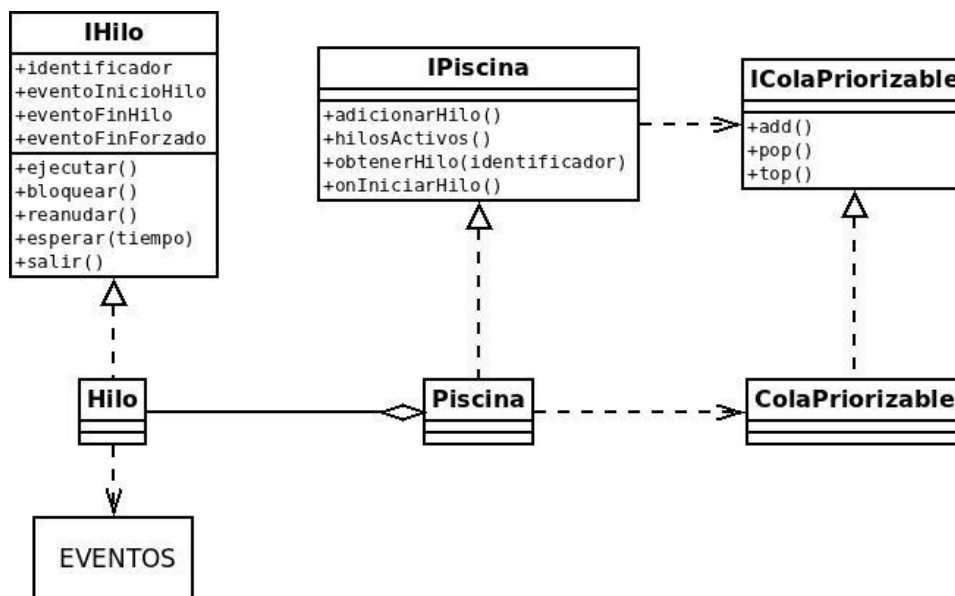 IHilo
+identificador
+eventoInicioHilo
+eventoFinHilo
+eventoFinForzado
+ejecutar()
+bloquear()
+reanudar()
+esperar(tiempo)
+salir()
IPiscina
+adicionarHilo()
+hilosActivos()
+obtenerHilo(identificador)
+onIniciarHilo()
IColaPriorizable
+add()
+pop()
+top()
Hilo
Piscina
ColaPriorizable
EVENTOS